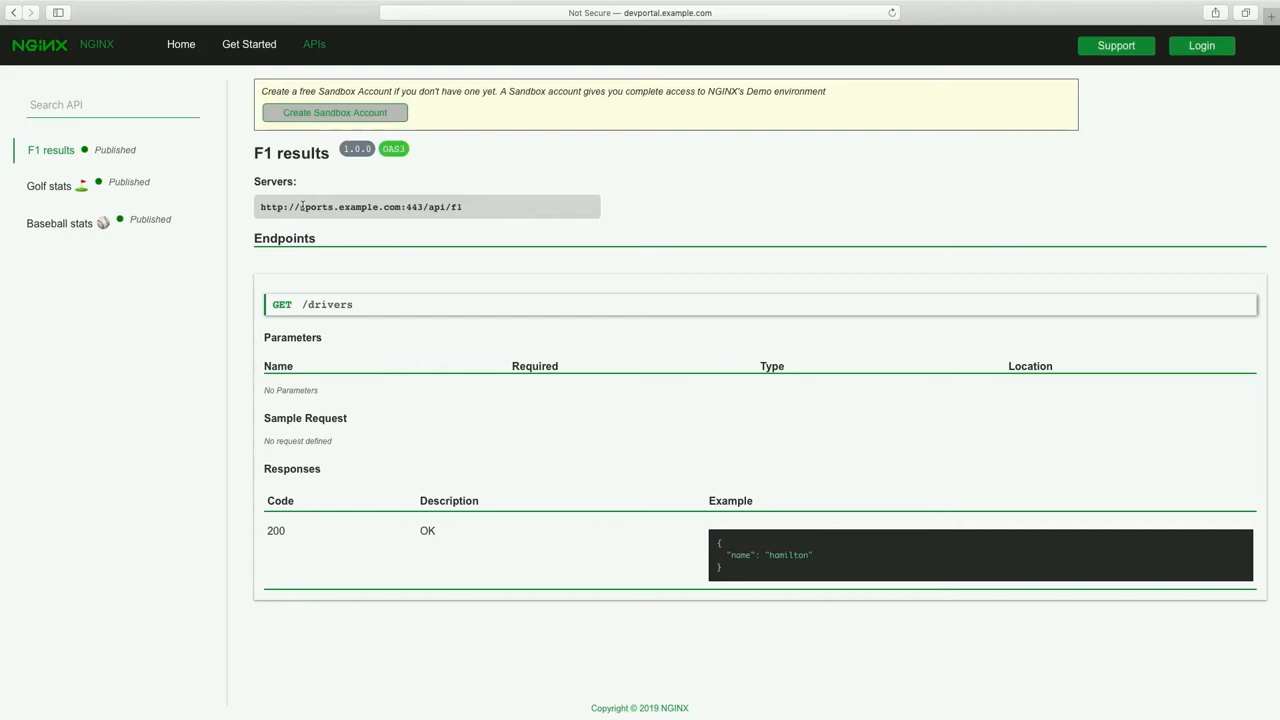 Not Secure — devportal.example.com
NGINX NGINX Home Get Started APIs Support Login
Search API
F1 results Published
Golf stats Published
Baseball stats Published
Create a free Sandbox Account if you don't have one yet. A Sandbox account gives you complete access to NGINX's Demo environment
Create Sandbox Account
F1 results 1.0.0 OAS3
Servers:
http://sports.example.com:443/api/f1
Endpoints
GET /drivers
Parameters
Name Required Type Location
No Parameters
Sample Request
No request defined
Responses
Code Description Example
200 OK
{
"name": "hamilton"
}
Copyright © 2019 NGINX